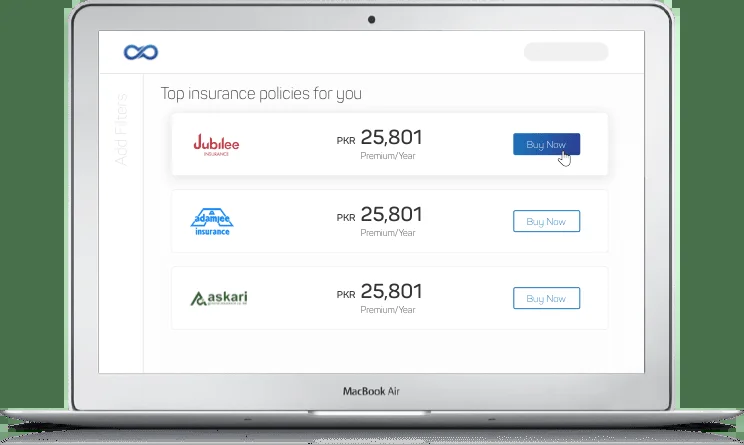 Top insurance policies for you
Add Filters
Jubilee
INSURANCE
PKR 25,801
Premium/Year
Buy Now
adamjee
insurance
PKR 25,801
Premium/Year
Buy Now
askari
PKR 25,801
Premium/Year
Buy Now
MacBook Air